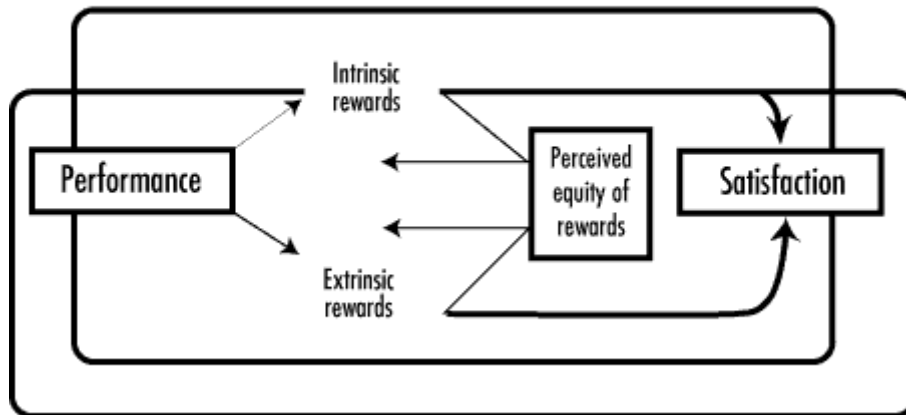 Intrinsic
rewards
Performance
Perceived
equity of
rewards
Satisfaction
Extrinsic
rewards